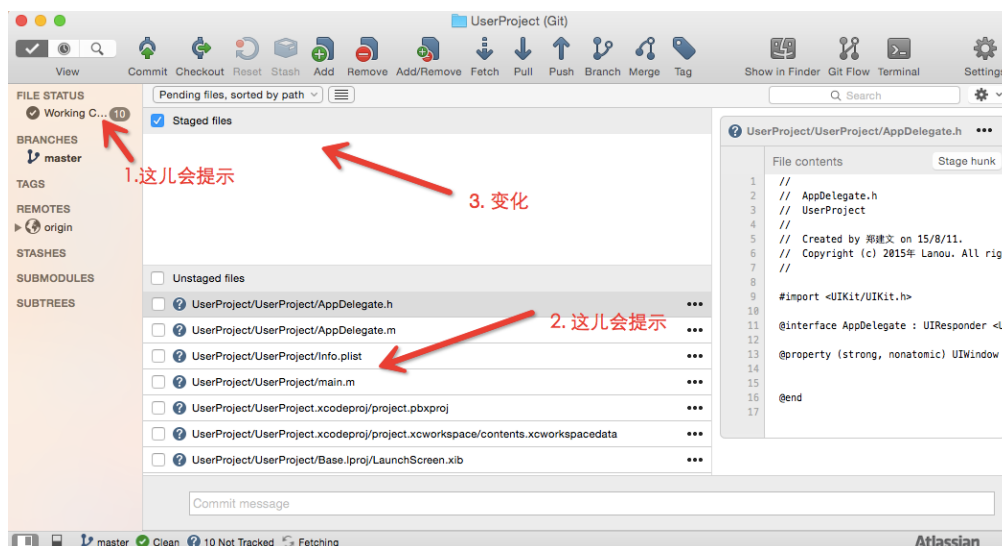 UserProject (Git)
View
Commit
Checkout
Reset
Stash
Add
Remove
Add/Remove
Fetch
Pull
Push
Branch
Merge
Tag
Show in Finder
Git Flow
Terminal
Settings
FILE STATUS
Working C... 10
BRANCHES
master
TAGS
REMOTES
origin
STASHES
SUBMODULES
SUBTREES
1.这儿会提示
Pending files, sorted by path
Search
Staged files
3. 变化
Unstaged files
UserProject/UserProject/AppDelegate.h
UserProject/UserProject/AppDelegate.m
2. 这儿会提示
UserProject/UserProject/Info.plist
UserProject/UserProject/main.m
UserProject/UserProject.xcodeproj/project.pbxproj
UserProject/UserProject.xcodeproj/project.xcworkspace/contents.xcworkspacedata
UserProject/UserProject/Base.lproj/LaunchScreen.xib
UserProject/UserProject/AppDelegate.h
File contents
Stage hunk
1 //
2 // AppDelegate.h
3 // UserProject
4 //
5 // Created by 郑建文 on 15/8/11.
6 // Copyright (c) 2015年 Lanou. All rig
7 //
8
9 #import <UIKit/UIKit.h>
10
11 @interface AppDelegate : UIResponder <U
12
13 @property (strong, nonatomic) UIWindow
14
15
16 @end
17
Commit message
master Clean 10 Not Tracked Fetching
Atlassian